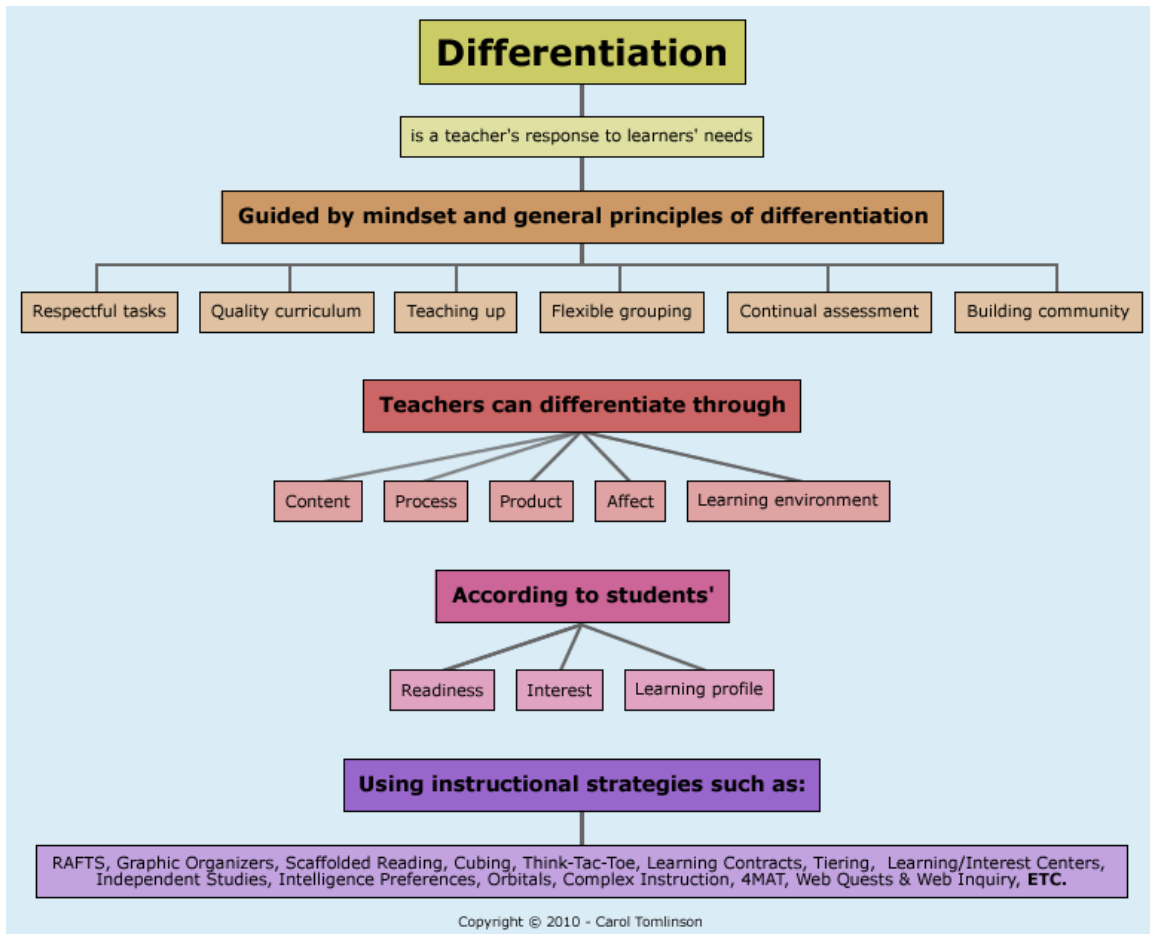 Differentiation
is a teacher's response to learners' needs
Guided by mindset and general principles of differentiation
Respectful tasks
Quality curriculum
Teaching up
Flexible grouping
Continual assessment
Building community
Teachers can differentiate through
Content
Process
Product
Affect
Learning environment
According to students'
Readiness
Interest
Learning profile
Using instructional strategies such as:
RAFTS, Graphic Organizers, Scaffolded Reading, Cubing, Think-Tac-Toe, Learning Contracts, Tiering, Learning/Interest Centers,
Independent Studies, Intelligence Preferences, Orbitals, Complex Instruction, 4MAT, Web Quests & Web Inquiry, ETC.
Copyright © 2010 - Carol Tomlinson